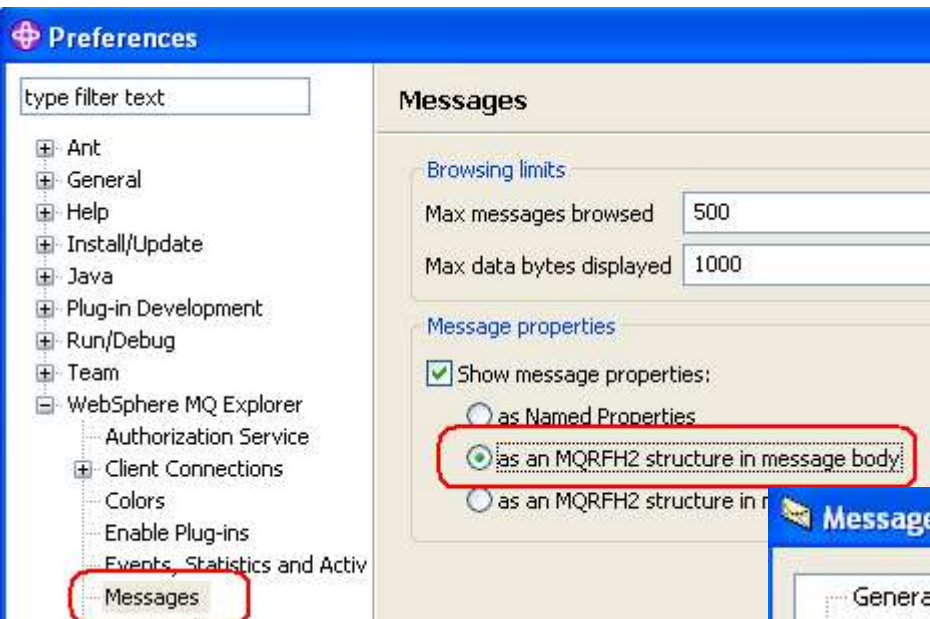 Preferences
type filter text
Ant
General
Help
Install/Update
Java
Plug-in Development
Run/Debug
Team
WebSphere MQ Explorer
Authorization Service
Client Connections
Colors
Enable Plug-ins
Events, Statistics and Activ
Messages
Messages
Browsing limits
Max messages browsed 500
Max data bytes displayed 1000
Message properties
Show message properties:
as Named Properties
as an MQRFH2 structure in message body
as an MQRFH2 structure in
Message
Genera